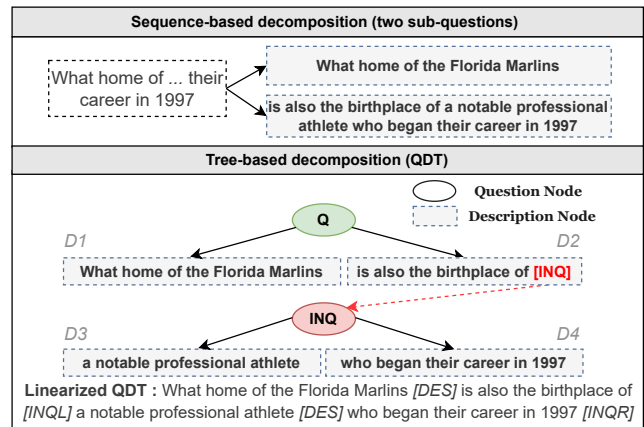 Sequence-based decomposition (two sub-questions)
What home of ... their
career in 1997
What home of the Florida Marlins
is also the birthplace of a notable professional
athlete who began their career in 1997
Tree-based decomposition (QDT)
Question Node
Description Node
Q
D1
D2
What home of the Florida Marlins
is also the birthplace of [INQ]
INQ
D3
D4
a notable professional athlete
who began their career in 1997
Linearized QDT : What home of the Florida Marlins [DES] is also the birthplace of
[INQL] a notable professional athlete [DES] who began their career in 1997 [INQR]